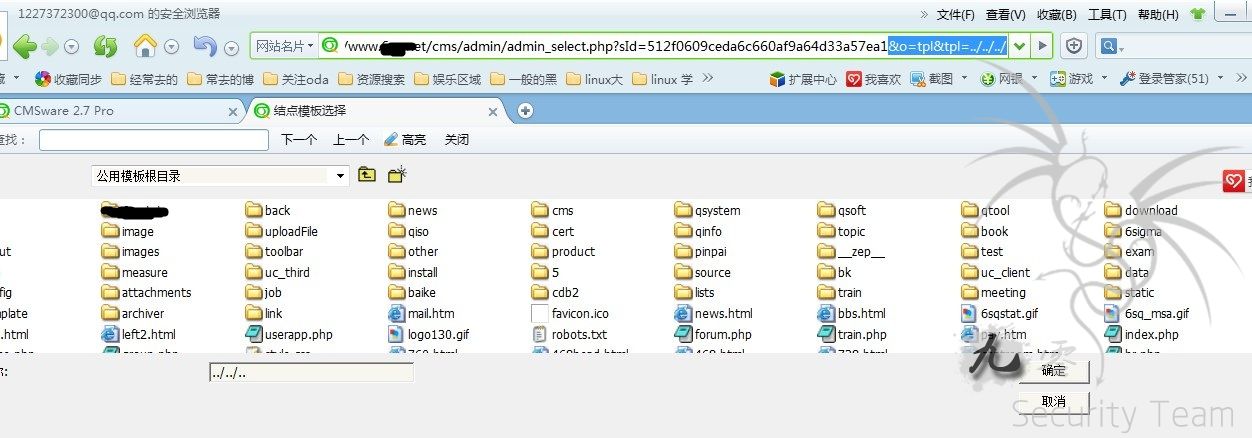 1227372300@qq.com 的安全浏览器 » 文件(F) 查看(V) 收藏(B) 工具(T) 帮助(H)
网站名片 /www. .net/cms/admin/admin_select.php?sId=512f0609ceda6c660af9a64d33a57ea1&o=tpl&tpl=../../../
藏 收藏同步 经常去的 常去的博 关注oda 资源搜索 娱乐区域 一般的黑 linux大 linux 学 » 扩展中心 我喜欢 截图 网银 游戏 登录管家(51) »
CMSware 2.7 Pro 结点模板选择
查找： 下一个 上一个 高亮 关闭
公用模板根目录
back news cms qsystem qsoft qtool download
image uploadFile qiso cert qinfo topic book 6sigma
images toolbar other product pinpai __zep__ test exam
measure uc_third install 5 source bk uc_client data
attachments job baike cdb2 lists train meeting static
archiver link mail.htm favicon.ico news.html bbs.html 6sqstat.gif 6sq_msa.gif
left2.html userapp.php logo130.gif robots.txt forum.php train.php index.php
../../..
确定
取消
九零
Security Team